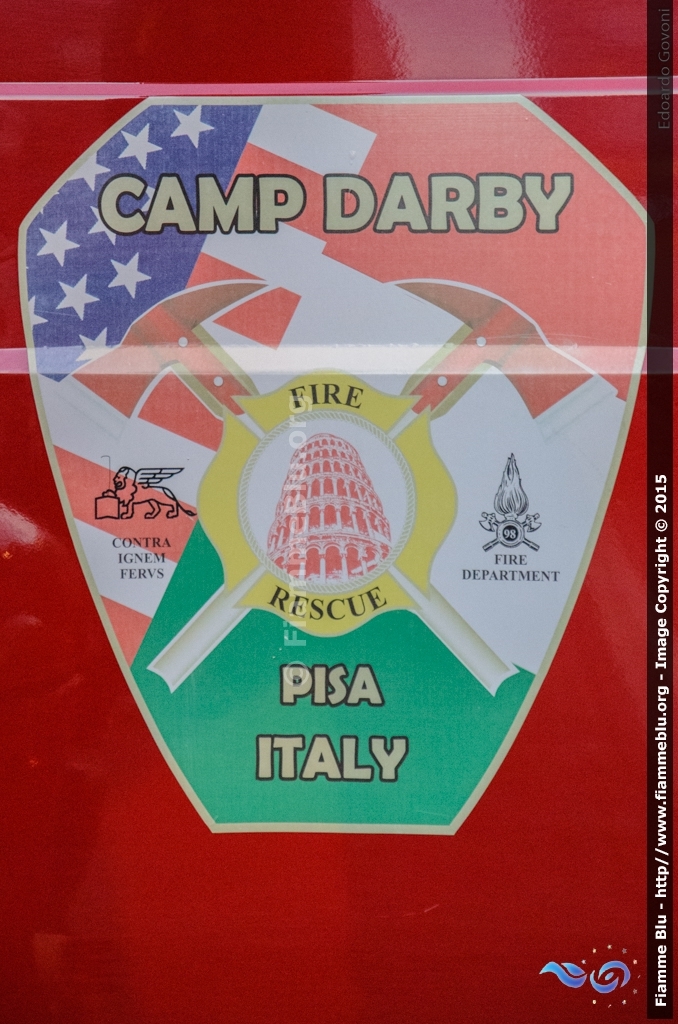 CAMP DARBY
FIRE
RESCUE
CONTRA
IGNEM
FERVS
98
FIRE
DEPARTMENT
PISA
ITALY
Edoardo Govoni
Fiamme Blu - http//www.fiammeblu.org - Image Copyright © 2015